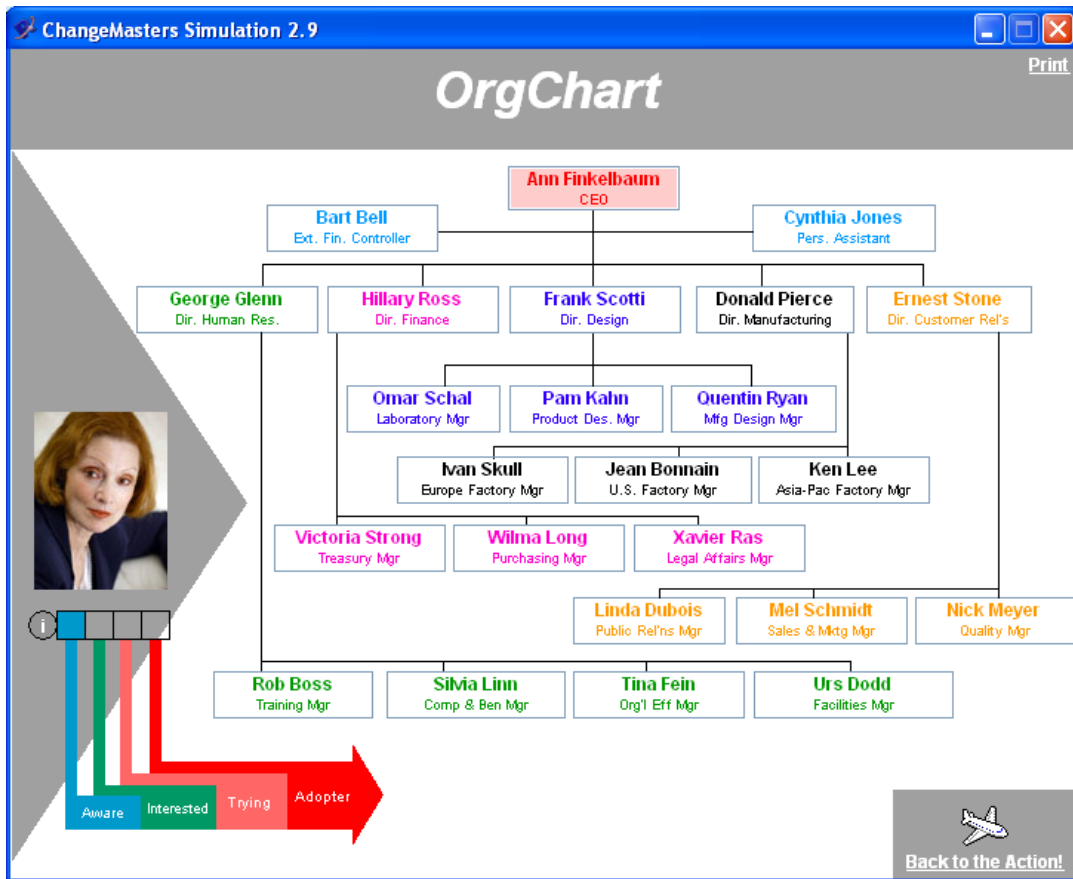 ChangeMasters Simulation 2.9
Print
OrgChart
Ann Finkelbaum
CEO
Bart Bell
Ext. Fin. Controller
Cynthia Jones
Pers. Assistant
George Glenn
Dir. Human Res.
Hillary Ross
Dir. Finance
Frank Scotti
Dir. Design
Donald Pierce
Dir. Manufacturing
Ernest Stone
Dir. Customer Rel's
Omar Schal
Laboratory Mgr
Pam Kahn
Product Des. Mgr
Quentin Ryan
Mfg Design Mgr
Ivan Skull
Europe Factory Mgr
Jean Bonnain
U.S. Factory Mgr
Ken Lee
Asia-Pac Factory Mgr
Victoria Strong
Treasury Mgr
Wilma Long
Purchasing Mgr
Xavier Ras
Legal Affairs Mgr
Linda Dubois
Public Rel'ns Mgr
Mel Schmidt
Sales & Mktg Mgr
Nick Meyer
Quality Mgr
i
Rob Boss
Training Mgr
Silvia Linn
Comp & Ben Mgr
Tina Fein
Org'l Eff Mgr
Urs Dodd
Facilities Mgr
Aware
Interested
Trying
Adopter
Back to the Action!